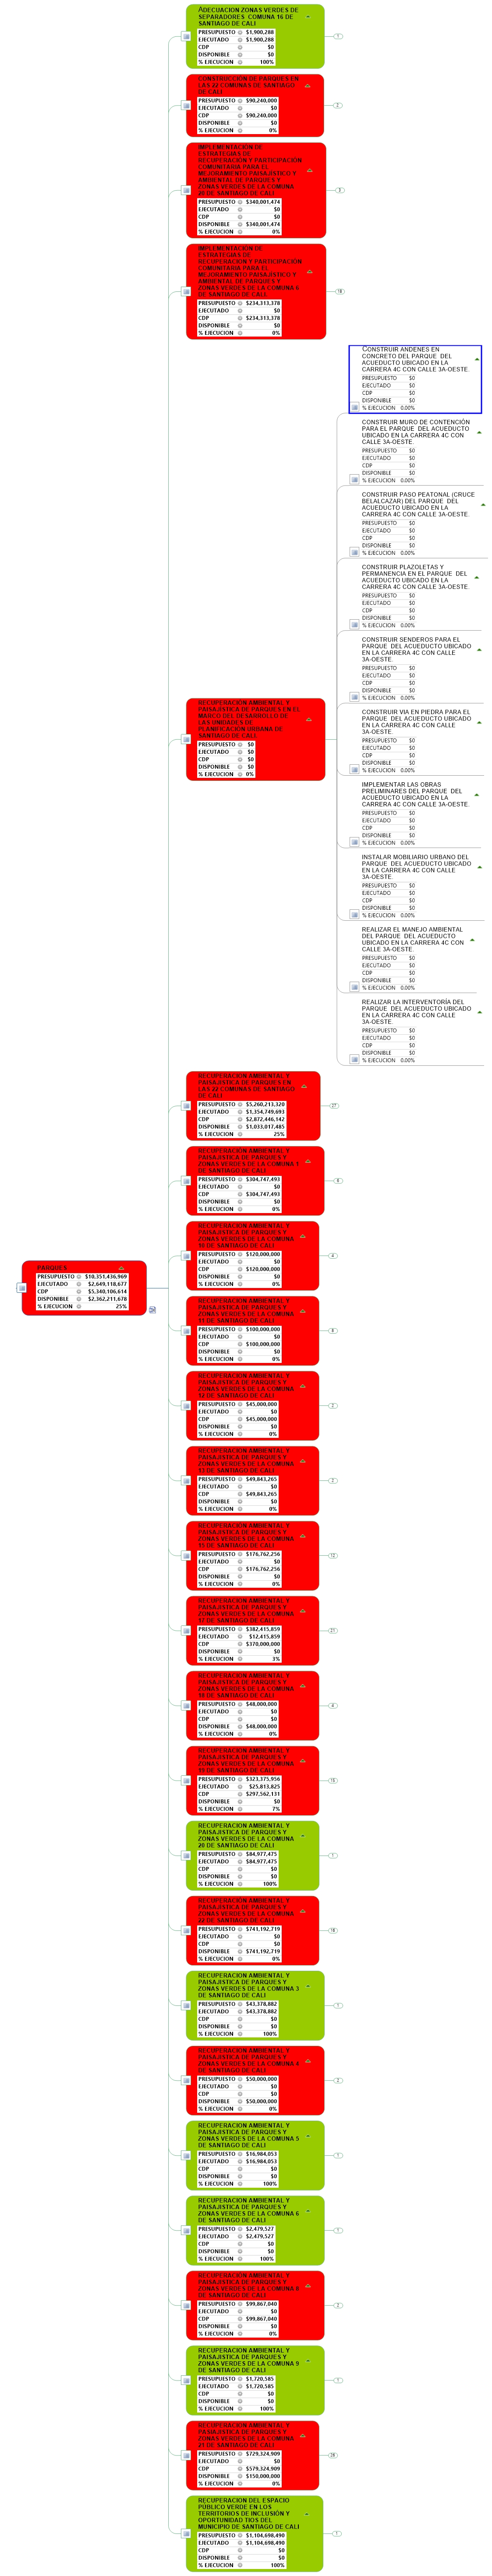 ADECUACION ZONAS VERDES DE
SEPARADORES COMUNA 16 DE
SANTIAGO DE CALI
PRESUPUESTO $1,900,288
EJECUTADO $1,900,288
CDP $0
DISPONIBLE $0
% EJECUCION 100%
1
CONSTRUCCIÓN DE PARQUES EN
LAS 22 COMUNAS DE SANTIAGO
DE CALI
PRESUPUESTO $90,240,000
EJECUTADO $0
CDP $90,240,000
DISPONIBLE $0
% EJECUCION 0%
2
IMPLEMENTACIÓN DE
ESTRATEGIAS DE
RECUPERACIÓN Y PARTICIPACIÓN
COMUNITARIA PARA EL
MEJORAMIENTO PAISAJISTICO Y
AMBIENTAL DE PARQUES Y
ZONAS VERDES DE LA COMUNA
20 DE SANTIAGO DE CALI
PRESUPUESTO $340,001,474
EJECUTADO $0
CDP $0
DISPONIBLE $340,001,474
% EJECUCION 0%
IMPLEMENTACIÓN DE
ESTRATEGIAS DE
RECUPERACIÓN Y PARTICIPACIÓN
COMUNITARIA PARA EL
MEJORAMIENTO PAISAJISTICO Y
AMBIENTAL DE PARQUES Y
ZONAS VERDES DE LA COMUNA 6
DE SANTIAGO DE CALI
PRESUPUESTO $234,313,378
EJECUTADO $0
CDP $234,313,378
DISPONIBLE $0
% EJECUCION 0%
16
RECUPERACIÓN AMBIENTAL Y
PAISAJISTICA DE PARQUES EN EL
MARCO DEL DESARROLLO DE
LAS UNIDADES DE
PLANIFICACIÓN URBANA DE
SANTIAGO DE CALI
PRESUPUESTO $0
EJECUTADO $0
CDP $0
DISPONIBLE $0
% EJECUCION 0%
CONSTRUIR ANDENES EN
CONCRETO DEL PARQUE DEL
ACUEDUCTO UBICADO EN LA
CARRERA 4C CON CALLE 3A-OESTE.
PRESUPUESTO $0
EJECUTADO $0
CDP $0
DISPONIBLE $0
% EJECUCION 0.00%
CONSTRUIR MURO DE CONTENCIÓN
PARA EL PARQUE DEL ACUEDUCTO
UBICADO EN LA CARRERA 4C CON
CALLE 3A-OESTE.
PRESUPUESTO $0
EJECUTADO $0
CDP $0
DISPONIBLE $0
% EJECUCION 0.00%
CONSTRUIR PASO PEATONAL (CRUCE
BELALCAZAR) DEL PARQUE DEL
ACUEDUCTO UBICADO EN LA
CARRERA 4C CON CALLE 3A-OESTE.
PRESUPUESTO $0
EJECUTADO $0
CDP $0
DISPONIBLE $0
% EJECUCION 0.00%
CONSTRUIR PLAZOLETAS Y
PERMANENCIA EN EL PARQUE DEL
ACUEDUCTO UBICADO EN LA
CARRERA 4C CON CALLE 3A-OESTE.
PRESUPUESTO $0
EJECUTADO $0
CDP $0
DISPONIBLE $0
% EJECUCION 0.00%
CONSTRUIR SENDEROS PARA EL
PARQUE DEL ACUEDUCTO UBICADO
EN LA CARRERA 4C CON CALLE
3A-OESTE.
PRESUPUESTO $0
EJECUTADO $0
CDP $0
DISPONIBLE $0
% EJECUCION 0.00%
CONSTRUIR VIA EN PIEDRA PARA EL
PARQUE DEL ACUEDUCTO UBICADO
EN LA CARRERA 4C CON CALLE
3A-OESTE.
PRESUPUESTO $0
EJECUTADO $0
CDP $0
DISPONIBLE $0
% EJECUCION 0.00%
IMPLEMENTAR LAS OBRAS
PRELIMINARES DEL PARQUE DEL
ACUEDUCTO UBICADO EN LA
CARRERA 4C CON CALLE 3A-OESTE.
PRESUPUESTO $0
EJECUTADO $0
CDP $0
DISPONIBLE $0
% EJECUCION 0.00%
INSTALAR MOBILIARIO URBANO DEL
PARQUE DEL ACUEDUCTO UBICADO
EN LA CARRERA 4C CON CALLE
3A-OESTE.
PRESUPUESTO $0
EJECUTADO $0
CDP $0
DISPONIBLE $0
% EJECUCION 0.00%
REALIZAR EL MANEJO AMBIENTAL
DEL PARQUE DEL ACUEDUCTO
UBICADO EN LA CARRERA 4C CON
CALLE 3A-OESTE.
PRESUPUESTO $0
EJECUTADO $0
CDP $0
DISPONIBLE $0
% EJECUCION 0.00%
REALIZAR LA INTERVENTORÍA DEL
PARQUE DEL ACUEDUCTO UBICADO
EN LA CARRERA 4C CON CALLE
3A-OESTE.
PRESUPUESTO $0
EJECUTADO $0
CDP $0
DISPONIBLE $0
% EJECUCION 0.00%
RECUPERACION AMBIENTAL Y
PAISAJISTICA DE PARQUES EN
LAS 22 COMUNAS DE SANTIAGO
DE CALI
PRESUPUESTO $5,260,213,320
EJECUTADO $1,354,749,693
CDP $2,872,446,142
DISPONIBLE $1,033,017,485
% EJECUCION 25%
27
RECUPERACION AMBIENTAL Y
PAISAJISTICA DE PARQUES Y
ZONAS VERDES DE LA COMUNA 1
DE SANTIAGO DE CALI
PRESUPUESTO $304,747,493
EJECUTADO $0
CDP $304,747,493
DISPONIBLE $0
% EJECUCION 0%
RECUPERACION AMBIENTAL Y
PAISAJISTICA DE PARQUES Y
ZONAS VERDES DE LA COMUNA
10 DE SANTIAGO DE CALI
PRESUPUESTO $120,000,000
EJECUTADO $0
CDP $120,000,000
DISPONIBLE $0
% EJECUCION 0%
4
PARQUES
PRESUPUESTO $10,351,436,969
EJECUTADO $2,649,118,677
CDP $5,340,106,614
DISPONIBLE $2,362,211,678
% EJECUCION 25%
RECUPERACION AMBIENTAL Y
PAISAJISTICA DE PARQUES Y
ZONAS VERDES DE LA COMUNA
11 DE SANTIAGO DE CALI
PRESUPUESTO $100,000,000
EJECUTADO $0
CDP $100,000,000
DISPONIBLE $0
% EJECUCION 0%
RECUPERACION AMBIENTAL Y
PAISAJISTICA DE PARQUES Y
ZONAS VERDES DE LA COMUNA
12 DE SANTIAGO DE CALI
PRESUPUESTO $45,000,000
EJECUTADO $0
CDP $45,000,000
DISPONIBLE $0
% EJECUCION 0%
2
RECUPERACION AMBIENTAL Y
PAISAJISTICA DE PARQUES Y
ZONAS VERDES DE LA COMUNA
13 DE SANTIAGO DE CALI
PRESUPUESTO $49,843,265
EJECUTADO $0
CDP $49,843,265
DISPONIBLE $0
% EJECUCION 0%
2
RECUPERACION AMBIENTAL Y
PAISAJISTICA DE PARQUES Y
ZONAS VERDES DE LA COMUNA
DE SANTIAGO DE CALI
PRESUPUESTO $176,762,256
EJECUTADO $0
CDP $176,762,256
DISPONIBLE $0
% EJECUCION 0%
12
RECUPERACION AMBIENTAL Y
PAISAJISTICA DE PARQUES Y
ZONAS VERDES DE LA COMUNA
17 DE SANTIAGO DE CALI
PRESUPUESTO $382,415,859
EJECUTADO $12,415,859
CDP $370,000,000
DISPONIBLE $0
% EJECUCION 3%
21
RECUPERACION AMBIENTAL Y
PAISAJISTICA DE PARQUES Y
ZONAS VERDES DE LA COMUNA
18 DE SANTIAGO DE CALI
PRESUPUESTO $48,000,000
EJECUTADO $0
CDP $0
DISPONIBLE $48,000,000
% EJECUCION 0%
4
RECUPERACION AMBIENTAL Y
PAISAJISTICA DE PARQUES Y
ZONAS VERDES DE LA COMUNA
19 DE SANTIAGO DE CALI
PRESUPUESTO $323,375,956
EJECUTADO $25,813,825
CDP $297,562,131
DISPONIBLE $0
% EJECUCION 7%
15
RECUPERACION AMBIENTAL Y
PAISAJISTICA DE PARQUES Y
ZONAS VERDES DE LA COMUNA
20 DE SANTIAGO DE CALI
PRESUPUESTO $84,977,475
EJECUTADO $84,977,475
CDP $0
DISPONIBLE $0
% EJECUCION 100%
1
RECUPERACION AMBIENTAL Y
PAISAJISTICA DE PARQUES Y
ZONAS VERDES DE LA COMUNA
22 DE SANTIAGO DE CALI
PRESUPUESTO $741,192,719
EJECUTADO $0
CDP $0
DISPONIBLE $741,192,719
% EJECUCION 0%
16
RECUPERACION AMBIENTAL Y
PAISAJISTICA DE PARQUES Y
ZONAS VERDES DE LA COMUNA 3
DE SANTIAGO DE CALI
PRESUPUESTO $43,378,882
EJECUTADO $43,378,882
CDP $0
DISPONIBLE $0
% EJECUCION 100%
1
RECUPERACION AMBIENTAL Y
PAISAJISTICA DE PARQUES Y
ZONAS VERDES DE LA COMUNA 4
DE SANTIAGO DE CALI
PRESUPUESTO $50,000,000
EJECUTADO $0
CDP $0
DISPONIBLE $50,000,000
% EJECUCION 0%
2
RECUPERACION AMBIENTAL Y
PAISAJISTICA DE PARQUES Y
ZONAS VERDES DE LA COMUNA 5
DE SANTIAGO DE CALI
PRESUPUESTO $16,984,053
EJECUTADO $16,984,053
CDP $0
DISPONIBLE $0
% EJECUCION 100%
1
RECUPERACION AMBIENTAL Y
PAISAJISTICA DE PARQUES Y
ZONAS VERDES DE LA COMUNA 6
DE SANTIAGO DE CALI
PRESUPUESTO $2,479,527
EJECUTADO $2,479,527
CDP $0
DISPONIBLE $0
% EJECUCION 100%
1
RECUPERACION AMBIENTAL Y
PAISAJISTICA DE PARQUES Y
ZONAS VERDES DE LA COMUNA 8
DE SANTIAGO DE CALI
PRESUPUESTO $99,867,040
EJECUTADO $0
CDP $99,867,040
DISPONIBLE $0
% EJECUCION 0%
RECUPERACION AMBIENTAL Y
PAISAJISTICA DE PARQUES Y
ZONAS VERDES DE LA COMUNA 9
DE SANTIAGO DE CALI
PRESUPUESTO $1,720,585
EJECUTADO $1,720,585
CDP $0
DISPONIBLE $0
% EJECUCION 100%
1
RECUPERACION AMBIENTAL Y
PAISAJISTICA DE PARQUES Y
ZONAS VERDES DE LA COMUNA
21 DE SANTIAGO DE CALI
PRESUPUESTO $729,324,909
EJECUTADO $0
CDP $579,324,909
DISPONIBLE $150,000,000
% EJECUCION 0%
RECUPERACION DEL ESPACIO
PÚBLICO VERDE EN LOS
TERRITORIOS DE INCLUSIÓN Y
OPORTUNIDAD TIOS DEL
MUNICIPIO DE SANTIAGO DE CALI
PRESUPUESTO $1,104,698,490
EJECUTADO $1,104,698,490
CDP $0
DISPONIBLE $0
% EJECUCION 100%
1